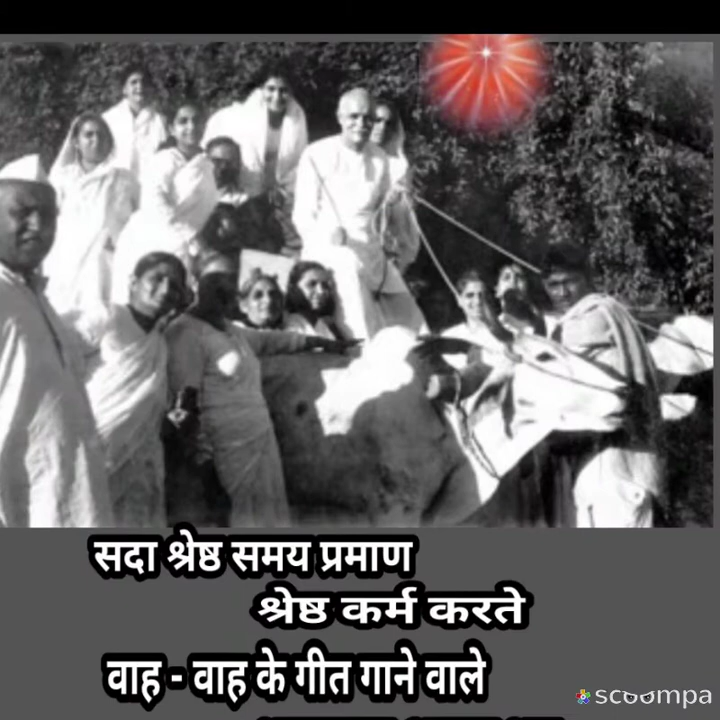 सदा श्रेष्ठ समय प्रमाण
श्रेष्ठ कर्म करते
वाह - वाह के गीत गाने वाले
scoompa